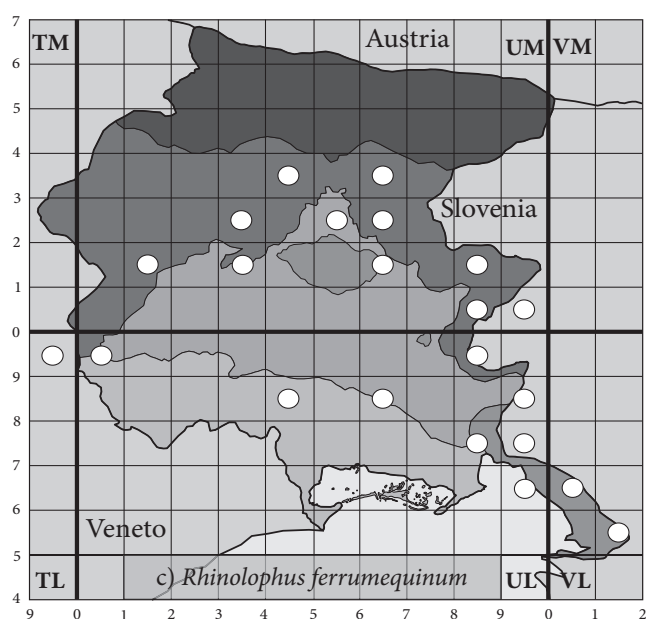 7
TM Austria UM VM
6
5
4
3
Slovenia
2
1
0
9
8
7
6
Veneto
5
TL c) Rhinolophus ferrumequinum UL VL
4
9 0 1 2 3 4 5 6 7 8 9 0 1 2